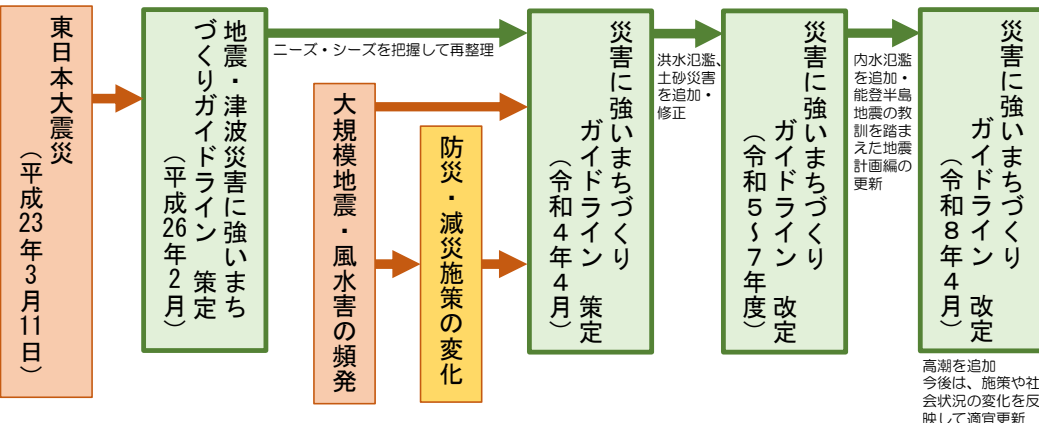 東日本大震災
（平成23年3月11日）
地震・津波災害に強いまち
づくりガイドライン　策定
（平成26年2月）
ニーズ・シーズを把握して再整理
大規模地震・風水害の頻発
防災・減災施策の変化
災害に強いまちづくり
ガイドライン　策定
（令和４年４月）
洪水氾濫、
土砂災害
を追加・
修正
災害に強いまちづくり
ガイドライン　改定
（令和５～７年度）
内水氾濫
を追加・
能登半島
地震の教
訓を踏ま
えた地震
計画編の
更新
災害に強いまちづくり
ガイドライン　改定
（令和８年４月）
高潮を追加
今後は、施策や社
会状況の変化を反
映して適宜更新